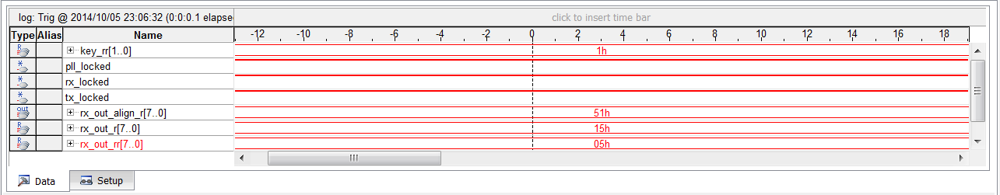 log: Trig @ 2014/10/05 23:06:32 (0:0:0.1 elapse
click to insert time bar
Type Alias Name -12 -10 -8 -6 -4 -2 0 2 4 6 8 10 12 14 16 18
R key_rr[1..0] 1h
* pll_locked
* rx_locked
* tx_locked
out rx_out_align_r[7..0] 51h
R rx_out_r[7..0] 15h
R rx_out_rr[7..0] 05h
Data Setup